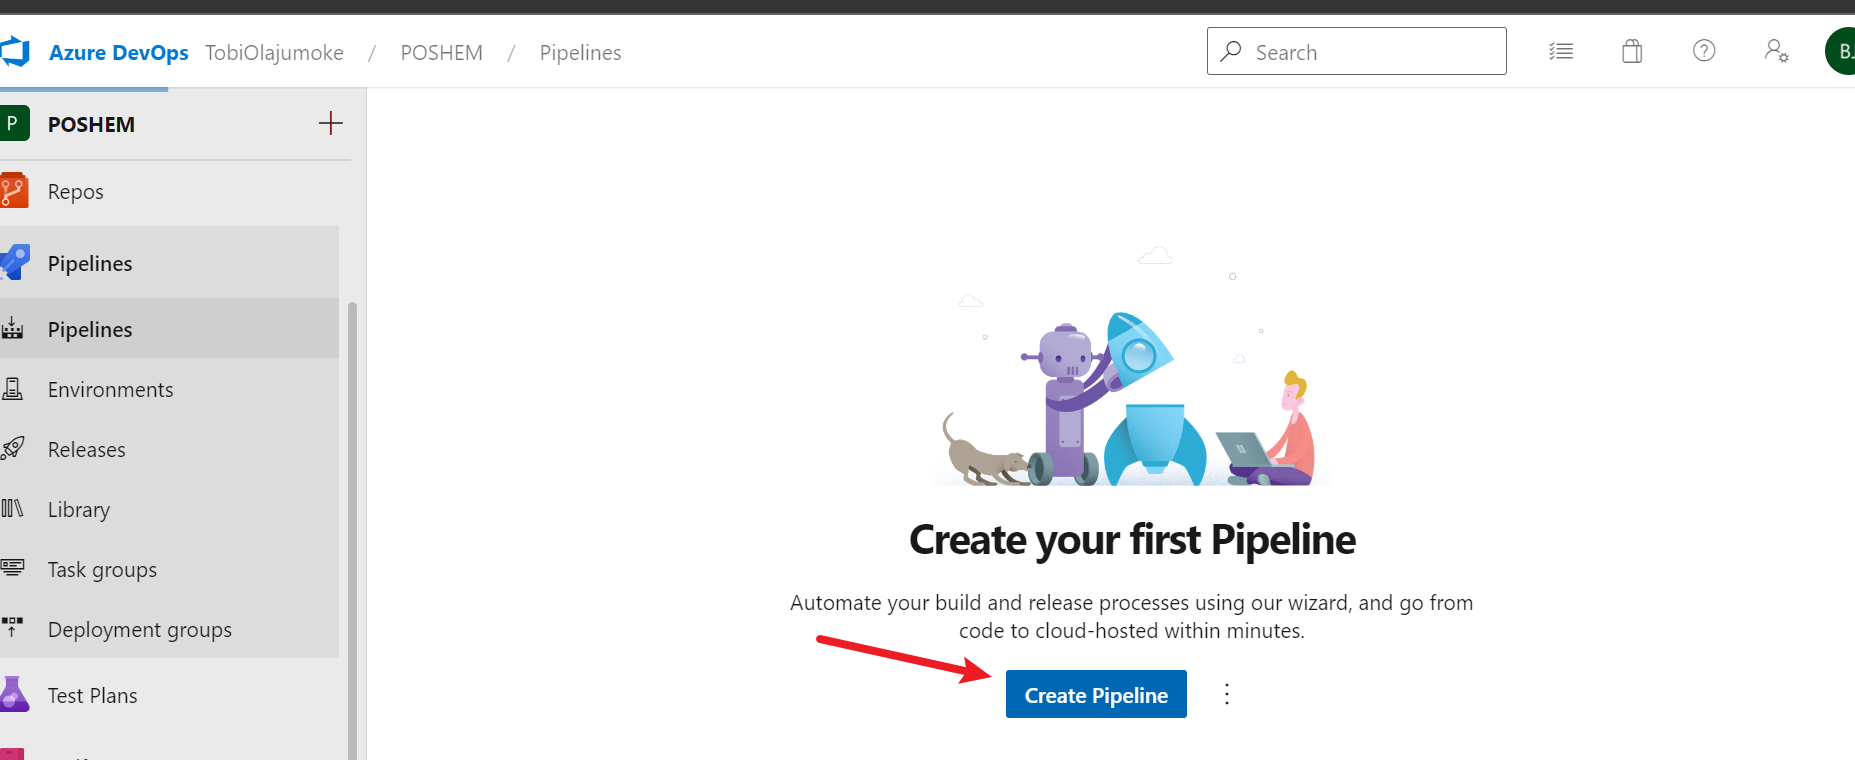 Azure DevOps TobiOlajumoke / POSHEM / Pipelines
Search
P POSHEM
Repos
Pipelines
Pipelines
Environments
Releases
Library
Task groups
Deployment groups
Test Plans
Create your first Pipeline
Automate your build and release processes using our wizard, and go from
code to cloud-hosted within minutes.
Create Pipeline